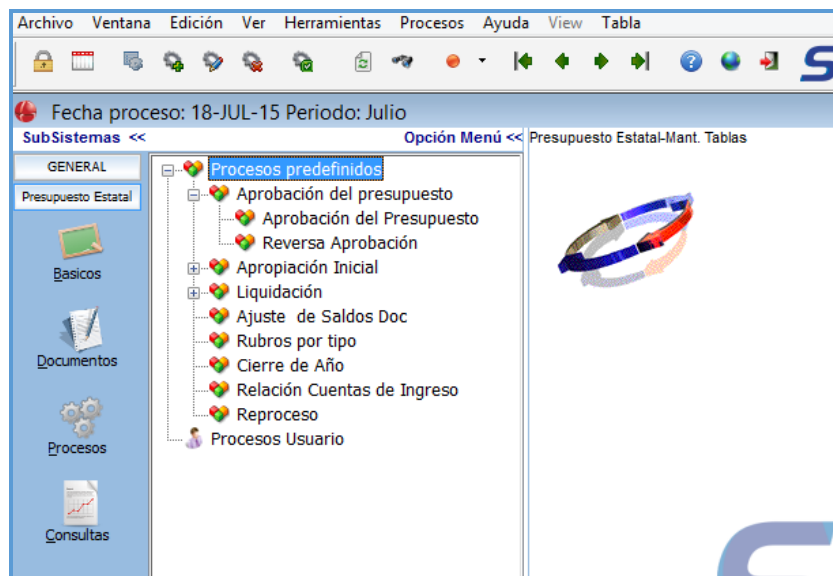 Archivo Ventana Edición Ver Herramientas Procesos Ayuda View Tabla
Fecha proceso: 18-JUL-15 Periodo: Julio
SubSistemas << Opción Menú << Presupuesto Estatal-Mant. Tablas
GENERAL
Presupuesto Estatal
Basicos
Documentos
Procesos
Consultas
Procesos predefinidos
Aprobación del presupuesto
Aprobación del Presupuesto
Reversa Aprobación
Apropiación Inicial
Liquidación
Ajuste de Saldos Doc
Rubros por tipo
Cierre de Año
Relación Cuentas de Ingreso
Reproceso
Procesos Usuario